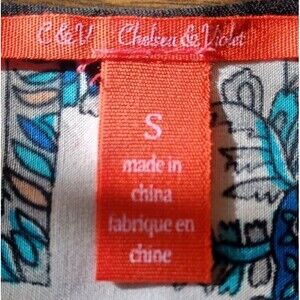 C & V Chelsea & Violet
S
made in
china
fabrique en
chine